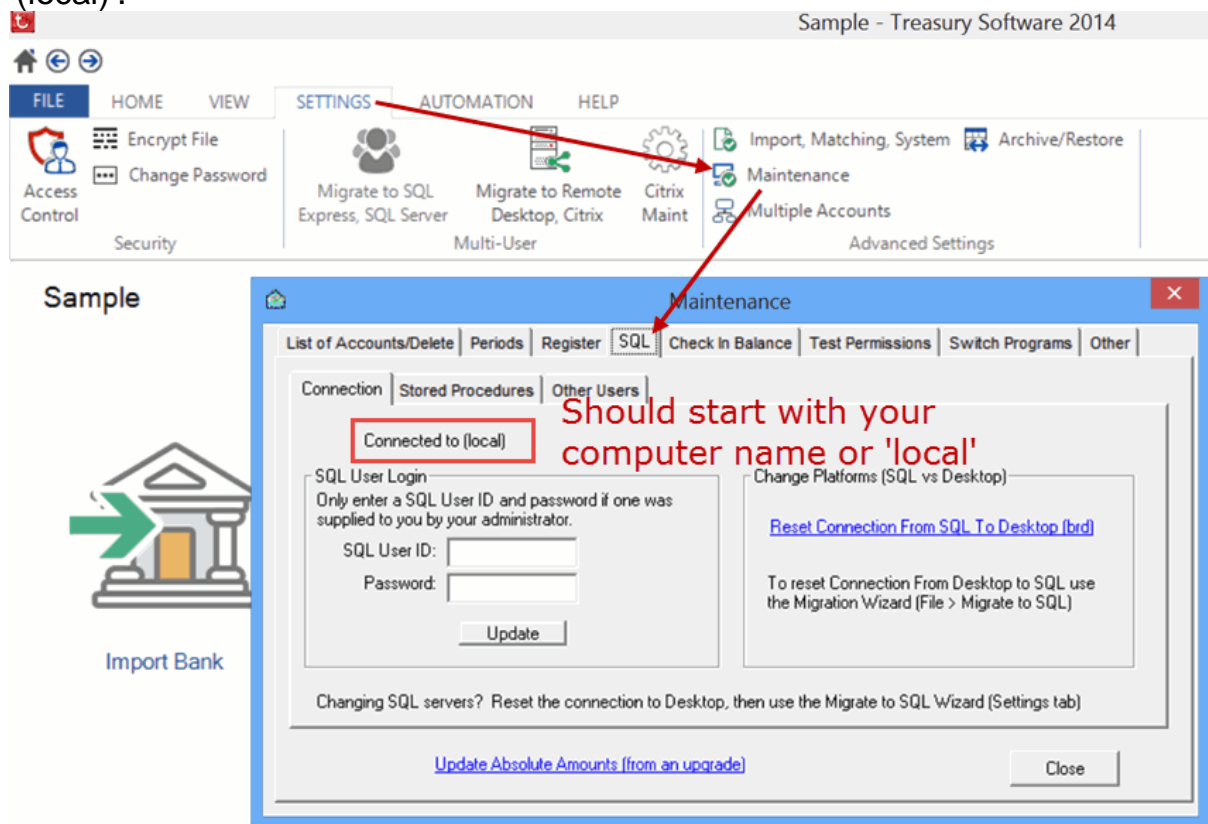 (local) .
Sample - Treasury Software 2014
FILE HOME VIEW SETTINGS AUTOMATION HELP
Encrypt File
Change Password
Access
Control
Security
Migrate to SQL
Express, SQL Server
Migrate to Remote
Desktop, Citrix
Citrix
Maint
Multi-User
Import, Matching, System
Archive/Restore
Maintenance
Multiple Accounts
Advanced Settings
Sample
Import Bank
Maintenance
List of Accounts/Delete Periods Register SQL Check In Balance Test Permissions Switch Programs Other
Connection Stored Procedures Other Users
Should start with your
computer name or 'local'
Connected to (local)
SQL User Login
Only enter a SQL User ID and password if one was
supplied to you by your administrator.
SQL User ID:
Password:
Update
Change Platforms (SQL vs Desktop)
Reset Connection From SQL To Desktop (brd)
To reset Connection From Desktop to SQL use
the Migration Wizard (File > Migrate to SQL)
Changing SQL servers? Reset the connection to Desktop, then use the Migrate to SQL Wizard (Settings tab)
Update Absolute Amounts (from an upgrade)
Close